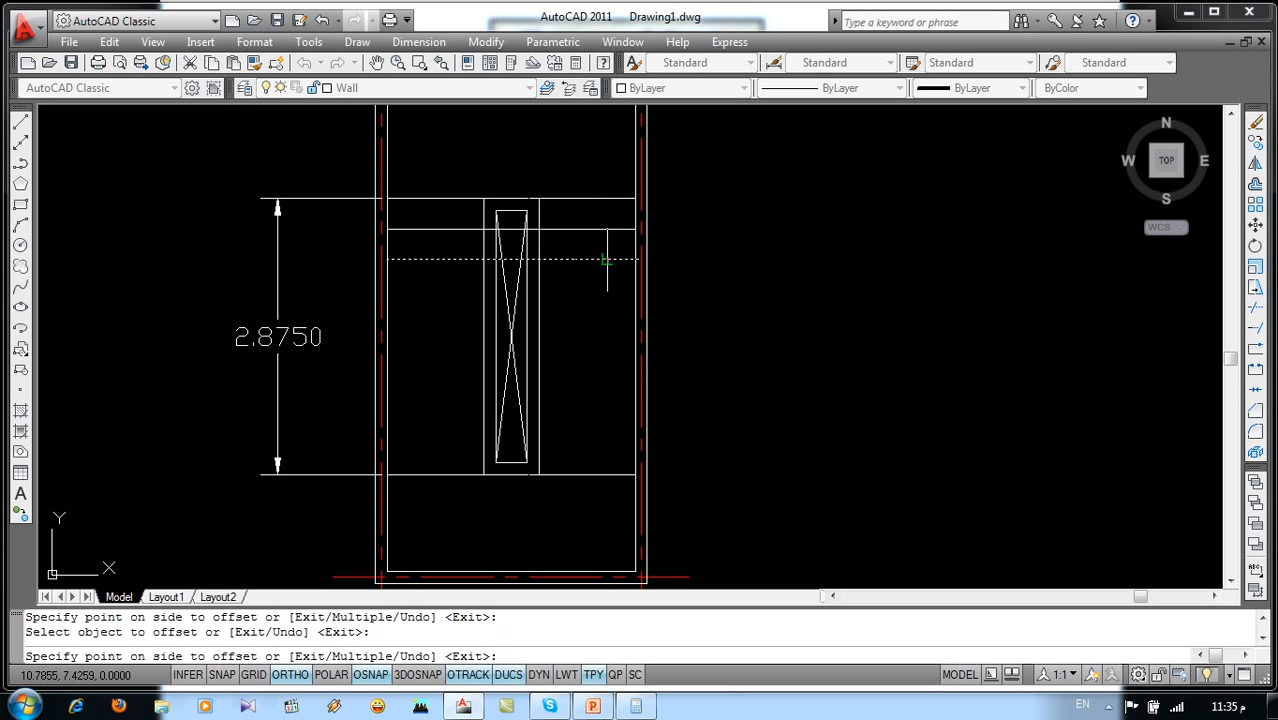 AutoCAD 2011 Drawing1.dwg
AutoCAD Classic
Type a keyword or phrase
File Edit View Insert Format Tools Draw Dimension Modify Parametric Window Help Express
Standard Standard Standard Standard
AutoCAD Classic Wall ByLayer ByLayer ByLayer ByColor
N
W TOP E
S
WCS
2.8750
Y
X
Model Layout1 Layout2
Specify point on side to offset or [Exit/Multiple/Undo] <Exit>:
Select object to offset or [Exit/Undo] <Exit>:
Specify point on side to offset or [Exit/Multiple/Undo] <Exit>:
10.7855, 7.4259, 0.0000 INFER SNAP GRID ORTHO POLAR OSNAP 3DOSNAP OTRACK DUCS DYN LWT TPY QP SC MODEL 1:1
EN 11:35 م